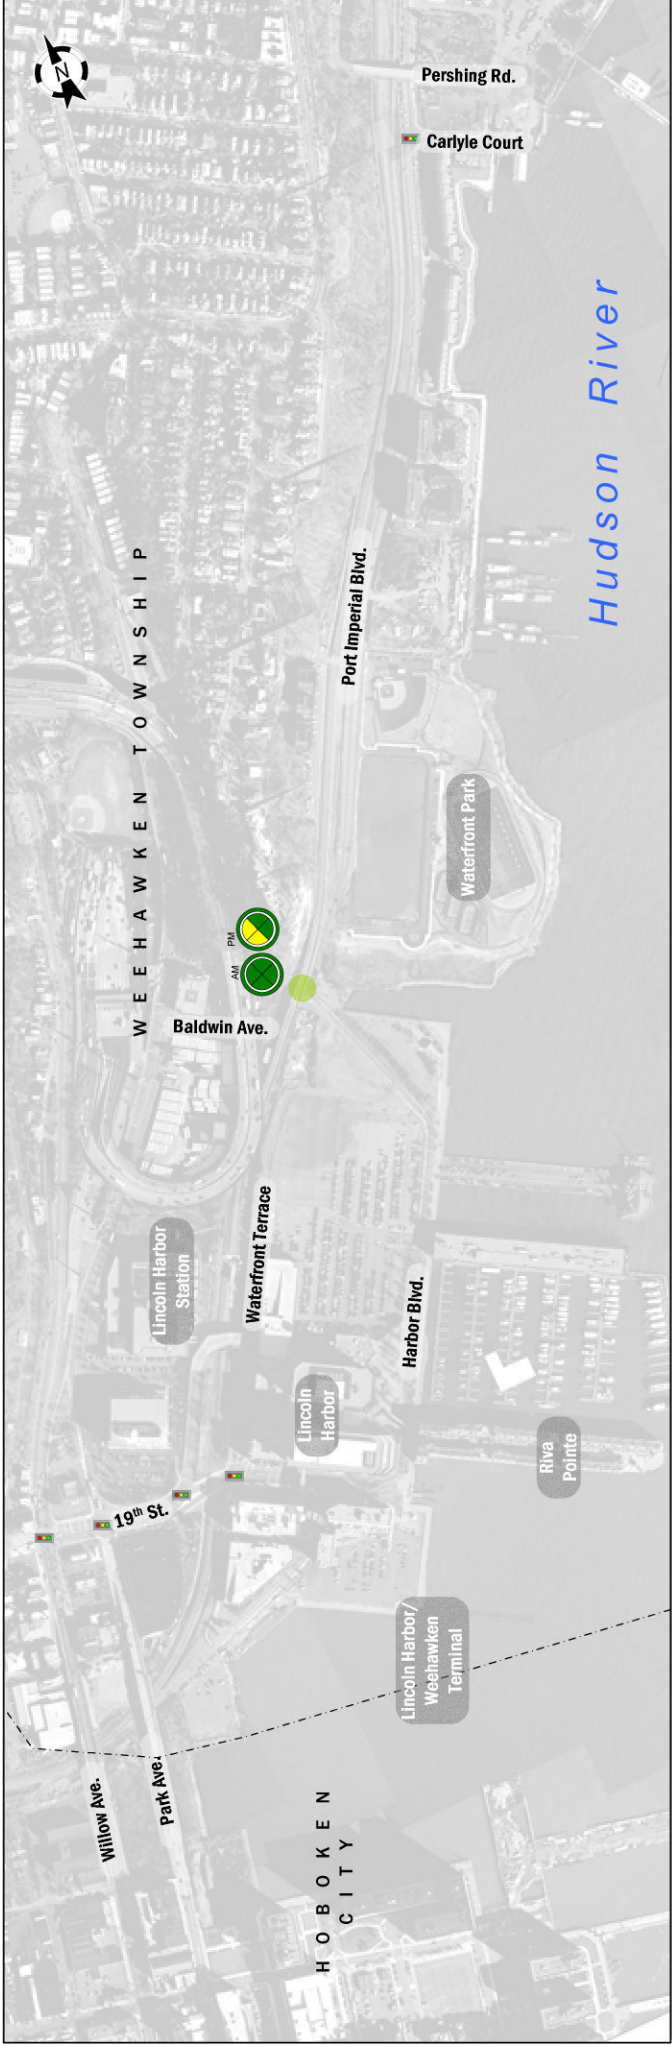 N
Pershing Rd.
Carlyle Court
Hudson River
WEEHAWKEN TOWNSHIP
Port Imperial Blvd.
Waterfront Park
PM
AM
Baldwin Ave.
Waterfront Terrace
Lincoln Harbor
Station
Harbor Blvd.
Lincoln
Harbor
Riva
Pointe
19th St.
Lincoln Harbor/
Weehawken
Terminal
Willow Ave.
Park Ave.
HOBOKEN
CITY